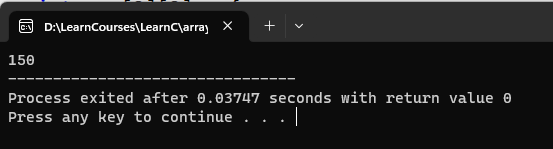 D:\LearnCourses\LearnC\array
150
--------------------------------
Process exited after 0.03747 seconds with return value 0
Press any key to continue . . .